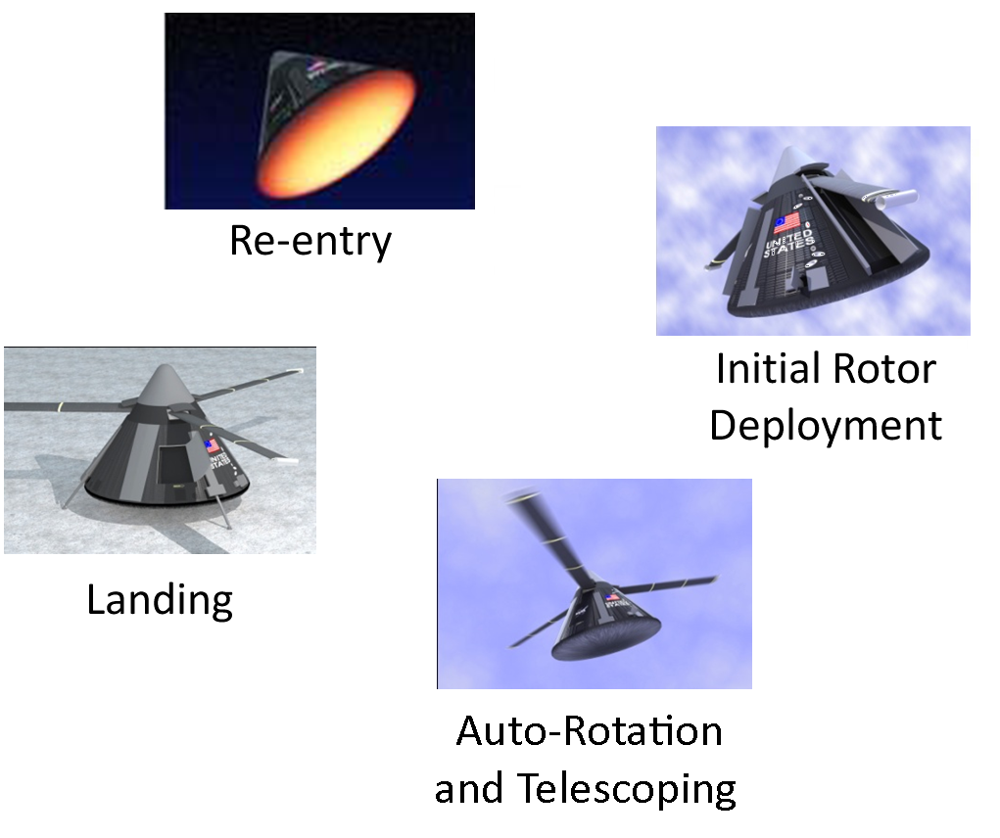 Re-entry
UNITED
STATES
Initial Rotor
Deployment
UNITED
STATES
Landing
Auto-Rotation
and Telescoping